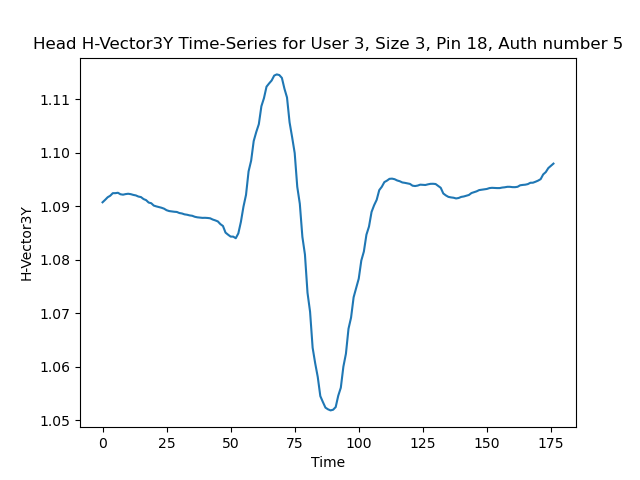 Head H-Vector3Y Time-Series for User 3, Size 3, Pin 18, Auth number 5
H-Vector3Y
1.11
1.10
1.09
1.08
1.07
1.06
1.05
0 25 50 75 100 125 150 175
Time